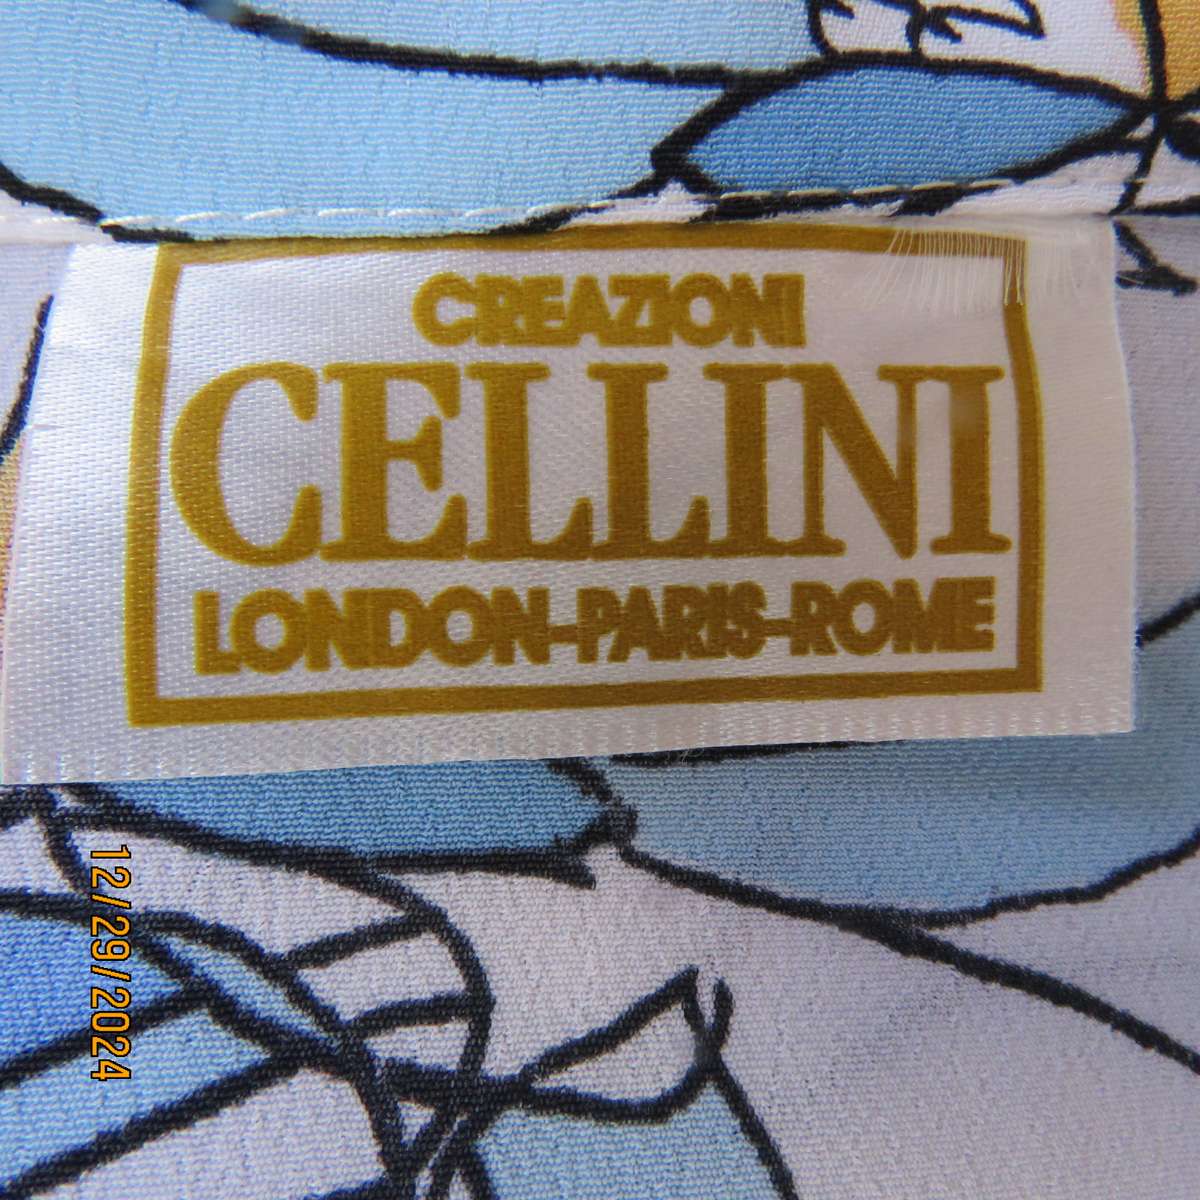 CREAZIONI
CELLINI
LONDON-PARIS-ROME
12/29/2024